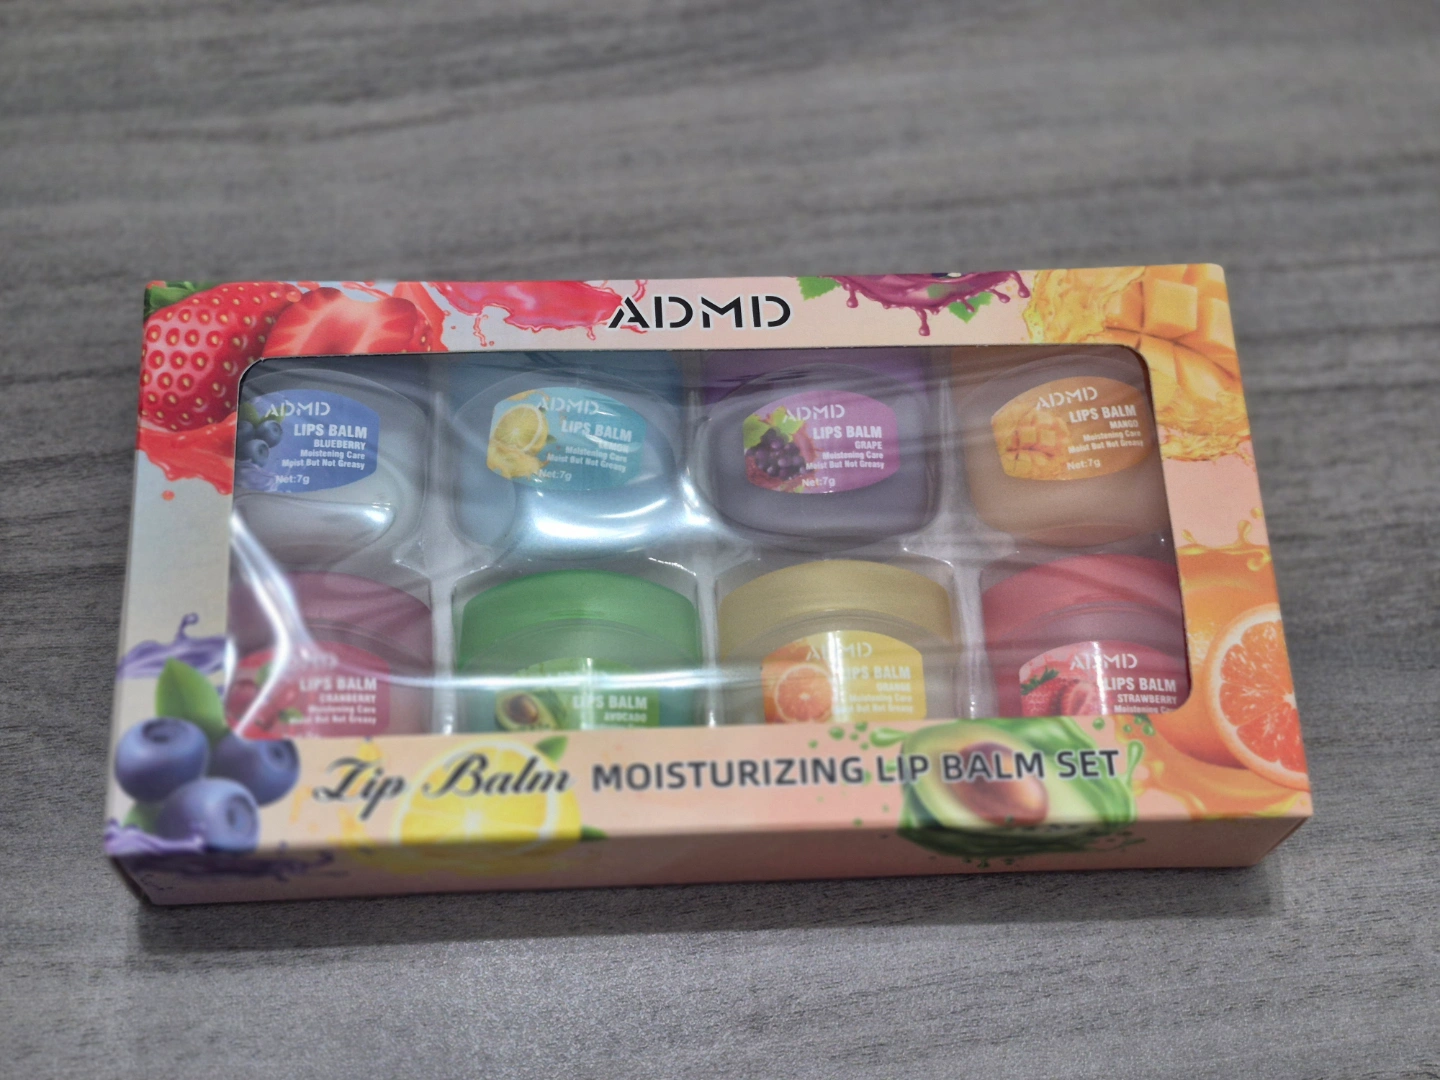 ADMD
ADMD
LIPS BALM
BLUEBERRY
Moistening Care
Moist But Not Greasy
Net:7g
ADMD
LIPS BALM
Moistening Care
Moist But Not Greasy
Net:7g
ADMD
LIPS BALM
GRAPE
Moistening Care
Moist But Not Greasy
Net:7g
ADMD
LIPS BALM
MANGO
Moistening Care
Moist But Not Greasy
Net:7g
LIPS BALM
CRANBERRY
Moistening Care
Moist But Not Greasy
LIPS BALM
AVOCADO
ADMD
LIPS BALM
ORANGE
Moistening Care
Moist But Not Greasy
ADMD
LIPS BALM
STRAWBERRY
Moistening Care
Lip Balm MOISTURIZING LIP BALM SET